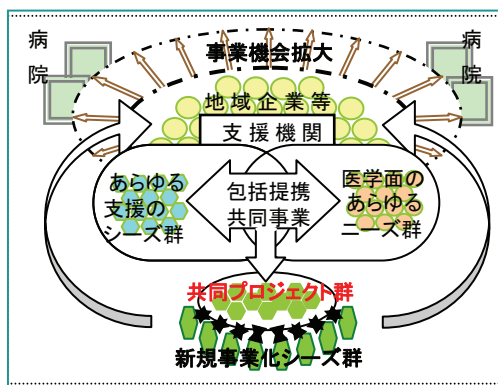 病院
病院
事業機会拡大
地域企業等
支援機関
あらゆる
支援の
シーズ群
包括提携
共同事業
医学面の
あらゆる
ニーズ群
共同プロジェクト群
新規事業化シーズ群